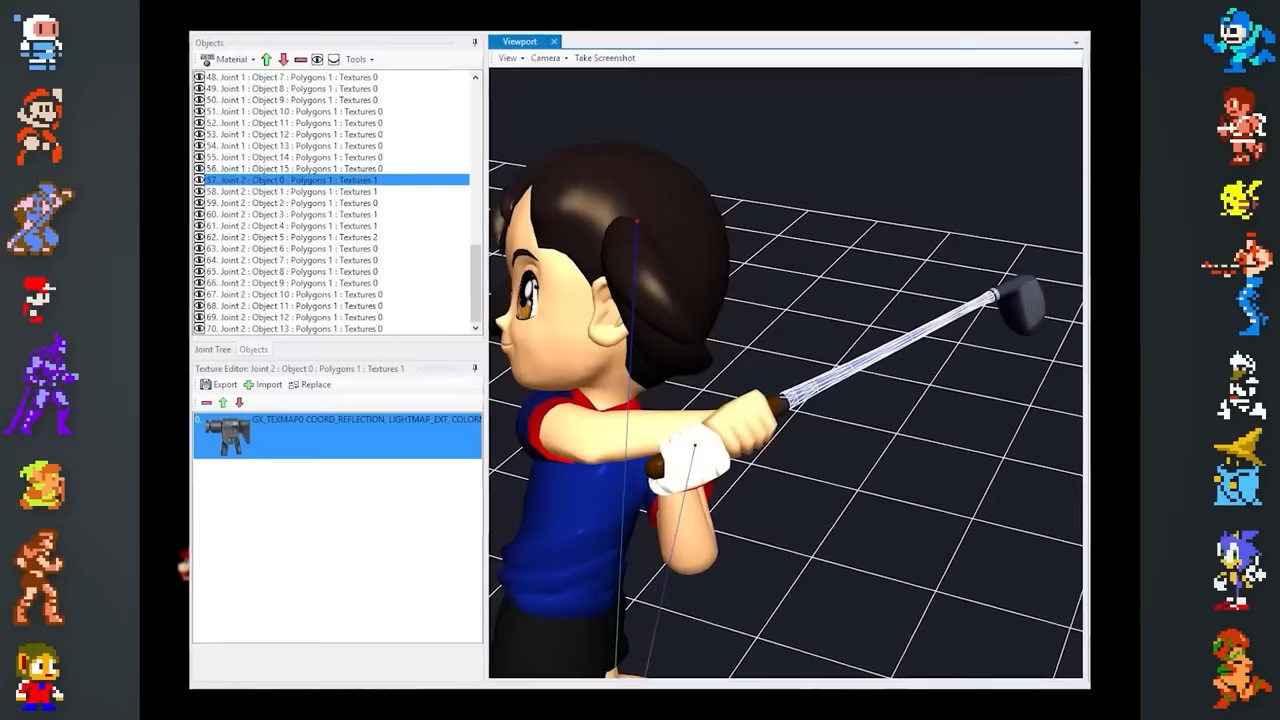 Objects
Material
Tools
48. Joint 1 : Object 7 : Polygons 1 : Textures 0
49. Joint 1 : Object 8 : Polygons 1 : Textures 0
50. Joint 1 : Object 9 : Polygons 1 : Textures 0
51. Joint 1 : Object 10 : Polygons 1 : Textures 0
52. Joint 1 : Object 11 : Polygons 1 : Textures 0
53. Joint 1 : Object 12 : Polygons 1 : Textures 0
54. Joint 1 : Object 13 : Polygons 1 : Textures 0
55. Joint 1 : Object 14 : Polygons 1 : Textures 0
56. Joint 1 : Object 15 : Polygons 1 : Textures 0
57. Joint 2 : Object 0 : Polygons 1 : Textures 1
58. Joint 2 : Object 1 : Polygons 1 : Textures 1
59. Joint 2 : Object 2 : Polygons 1 : Textures 0
60. Joint 2 : Object 3 : Polygons 1 : Textures 1
61. Joint 2 : Object 4 : Polygons 1 : Textures 1
62. Joint 2 : Object 5 : Polygons 1 : Textures 2
63. Joint 2 : Object 6 : Polygons 1 : Textures 0
64. Joint 2 : Object 7 : Polygons 1 : Textures 0
65. Joint 2 : Object 8 : Polygons 1 : Textures 0
66. Joint 2 : Object 9 : Polygons 1 : Textures 0
67. Joint 2 : Object 10 : Polygons 1 : Textures 0
68. Joint 2 : Object 11 : Polygons 1 : Textures 0
69. Joint 2 : Object 12 : Polygons 1 : Textures 0
70. Joint 2 : Object 13 : Polygons 1 : Textures 0
Joint Tree Objects
Texture Editor: Joint 2 : Object 0 : Polygons 1 : Textures 1
Export Import Replace
0. GX_TEXMAP0 COORD_REFLECTION, LIGHTMAP_EXT, COLORM
Viewport
View Camera Take Screenshot